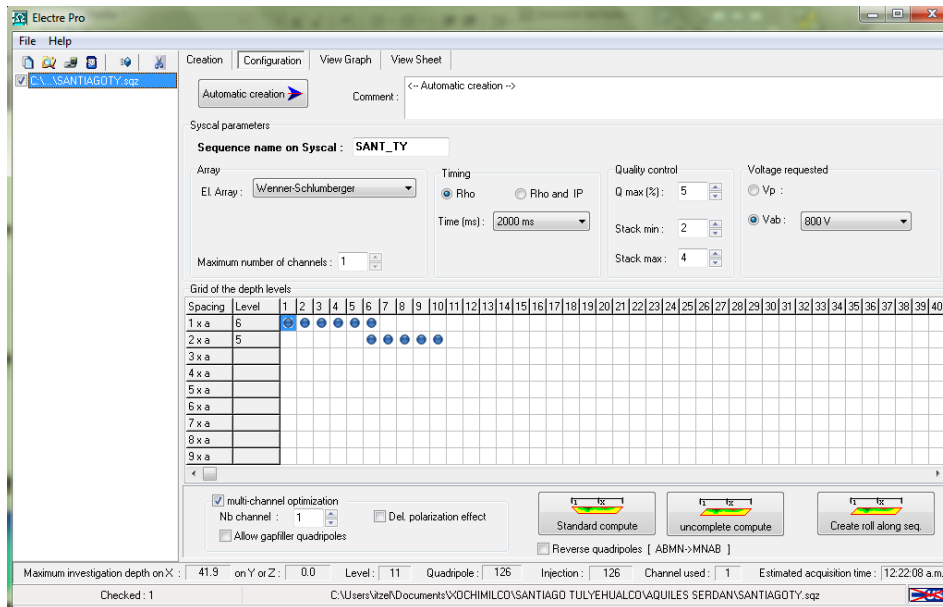 Electre Pro
File Help
C:\...\SANTIAGOTY.sqz
Creation Configuration View Graph View Sheet
Automatic creation
Comment :
<-- Automatic creation -->
Syscal parameters
Sequence name on Syscal : SANT_TY
Array
El. Array : Wenner-Schlumberger
Maximum number of channels : 1
Timing
Rho Rho and IP
Time (ms) : 2000 ms
Quality control
Q max (%) : 5
Stack min : 2
Stack max : 4
Voltage requested
Vp :
Vab : 800 V
Grid of the depth levels
Spacing Level 1 2 3 4 5 6 7 8 9 10 11 12 13 14 15 16 17 18 19 20 21 22 23 24 25 26 27 28 29 30 31 32 33 34 35 36 37 38 39 40
1 x a 6
2 x a 5
3 x a
4 x a
5 x a
6 x a
7 x a
8 x a
9 x a
multi-channel optimization
Nb channel : 1
Del. polarization effect
Allow gapfiller quadripoles
Standard compute
uncomplete compute
Create roll along seq.
Reverse quadripoles [ ABMN->MNAB ]
Maximum investigation depth on X : 41.9 on Y or Z : 0.0 Level : 11 Quadripole : 126 Injection : 126 Channel used : 1 Estimated acquisition time : 12:22:08 a.m.
Checked : 1
C:\Users\itzel\Documents\XOCHIMILCO\SANTIAGO TULYEHUALCO\AQUILES SERDAN\SANTIAGOTY.sqz